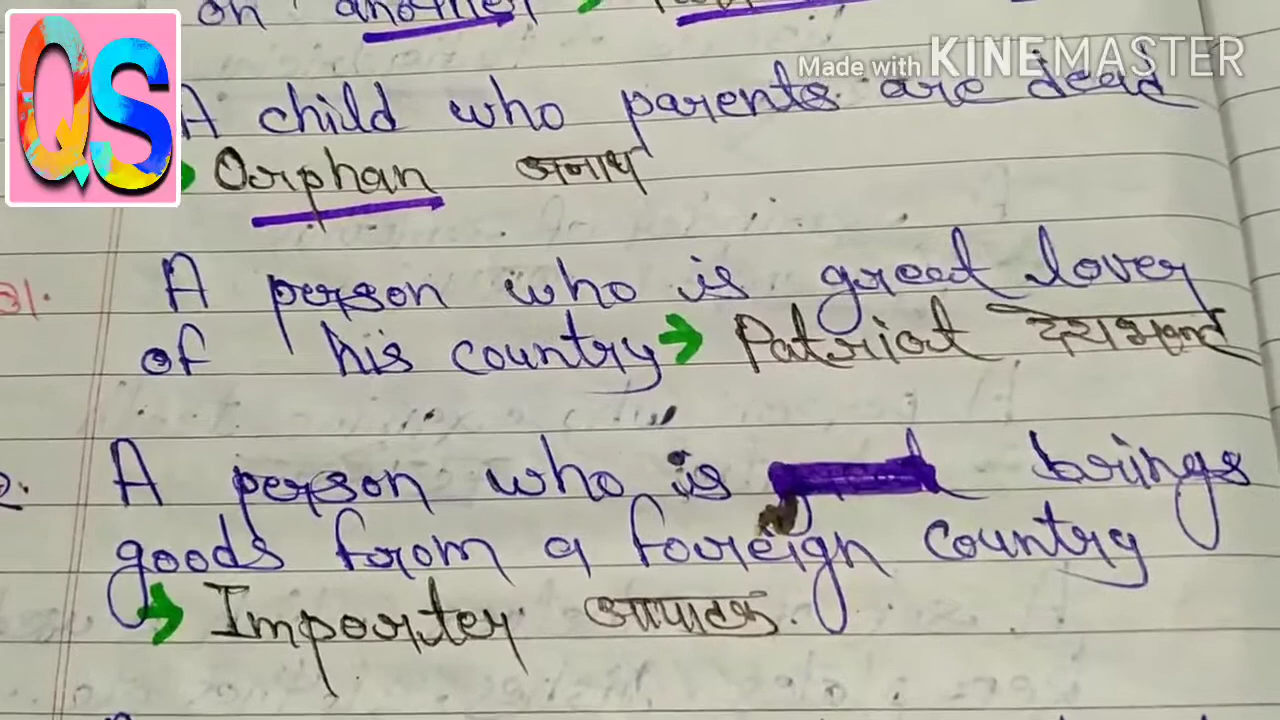 on another
QS
Made with KINEMASTER
A child who parents are dead
Orphan अनाथ
31. A person who is great lover
of his country → Patriot देशभक्त
A person who is brings
goods from a foreign country
→ Importer आयातक.